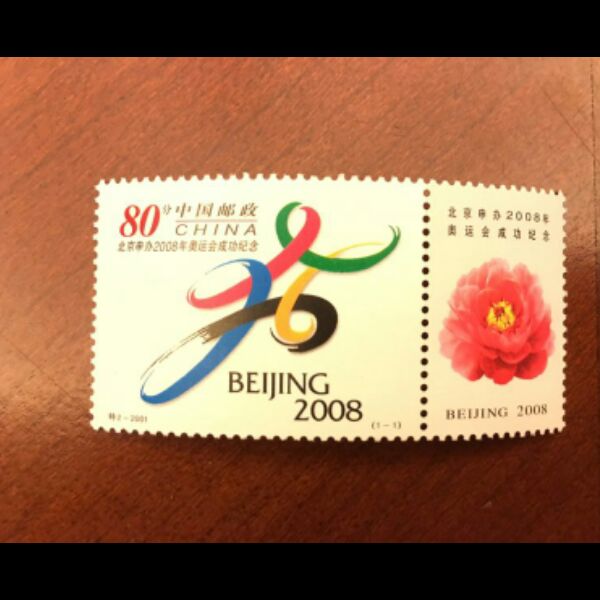 80分 中国邮政
CHINA
北京申办2008年奥运会成功纪念
BEIJING
2008
特2-2001
(1-1)
北京申办2008年
奥运会成功纪念
BEIJING 2008